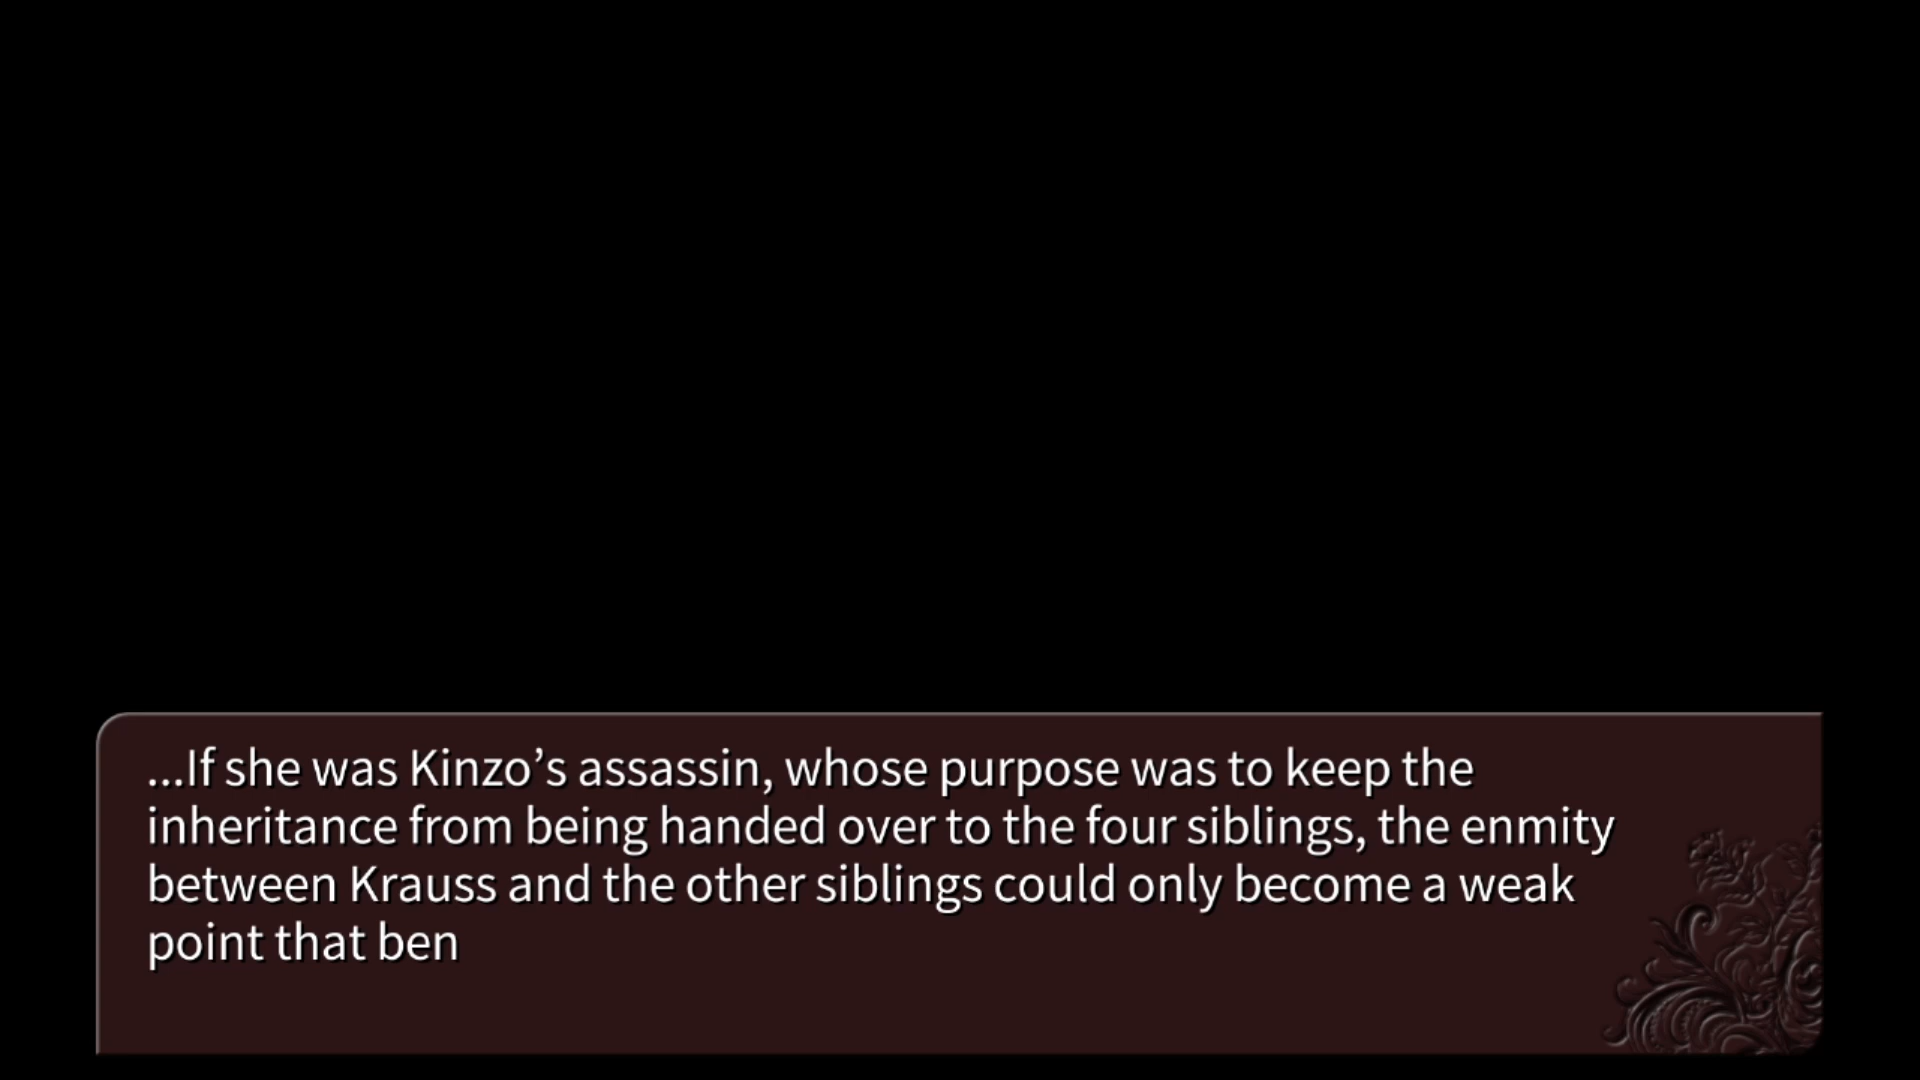 ...If she was Kinzo’s assassin, whose purpose was to keep the
inheritance from being handed over to the four siblings, the enmity
between Krauss and the other siblings could only become a weak
point that ben